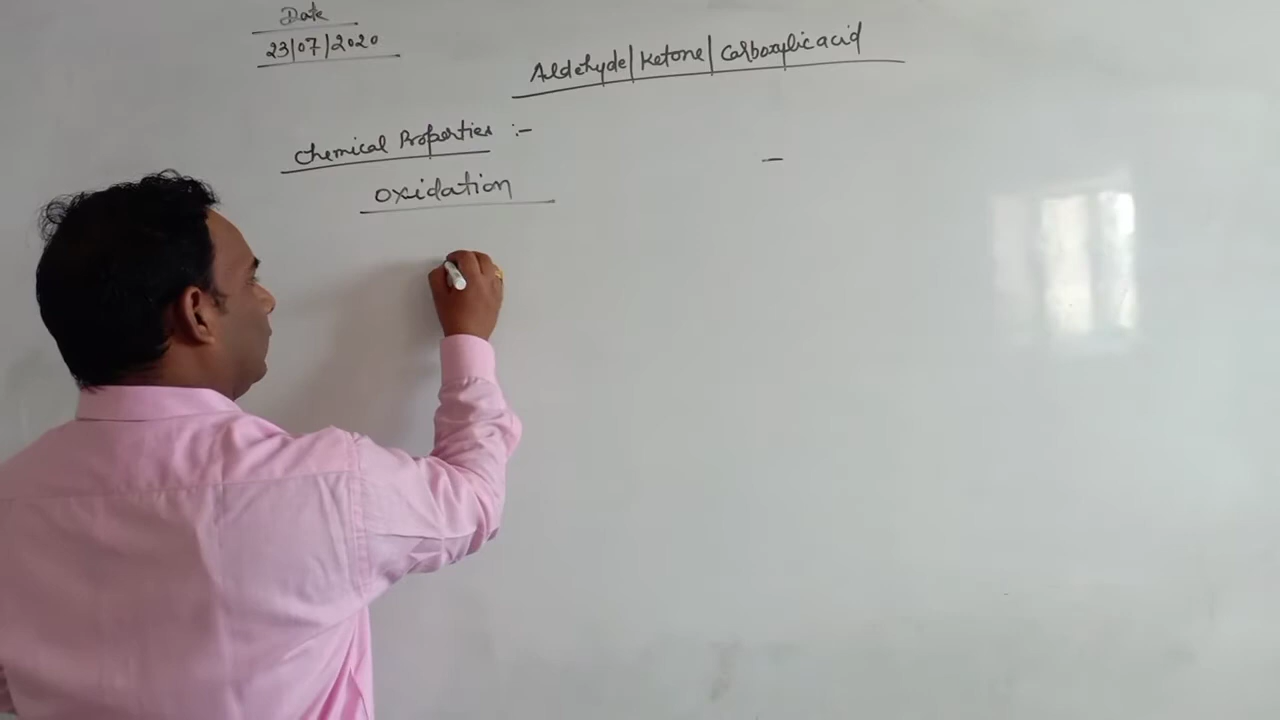 Date
23/07/2020
Aldehyde/Ketone/Carboxylic acid
Chemical Properties :-
Oxidation